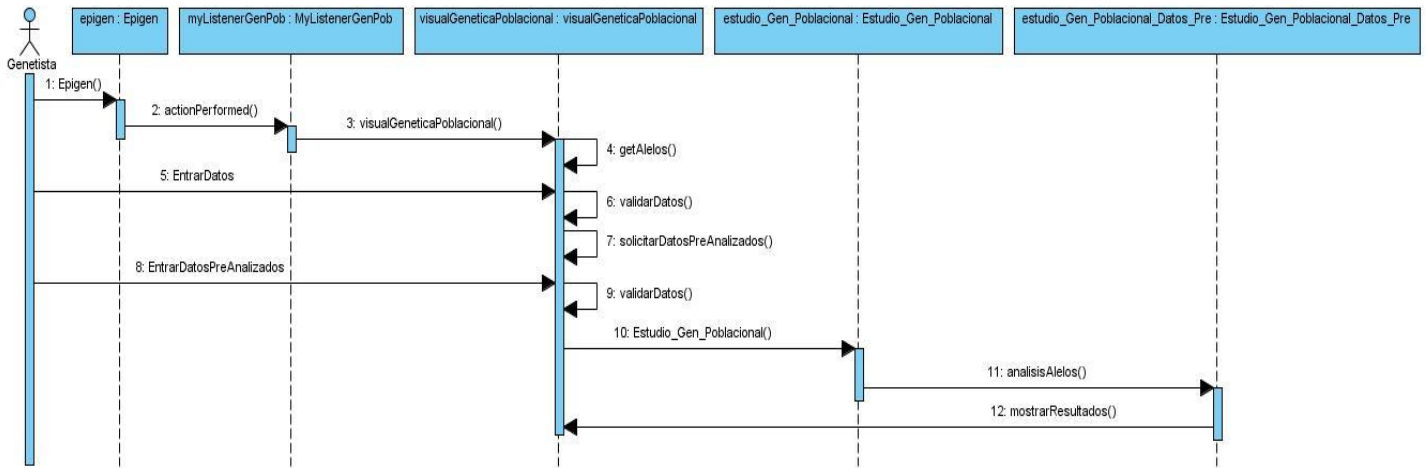 epigen : Epigen
myListenerGenPob : MyListenerGenPob
visualGeneticaPoblacional : visualGeneticaPoblacional
estudio_Gen_Poblacional : Estudio_Gen_Poblacional
estudio_Gen_Poblacional_Datos_Pre : Estudio_Gen_Poblacional_Datos_Pre
Genetista
1: Epigen()
2: actionPerformed()
3: visualGeneticaPoblacional()
4: getAlelos()
5: EntrarDatos
6: validarDatos()
7: solicitarDatosPreAnalizados()
8: EntrarDatosPreAnalizados
9: validarDatos()
10: Estudio_Gen_Poblacional()
11: analisisAlelos()
12: mostrarResultados()